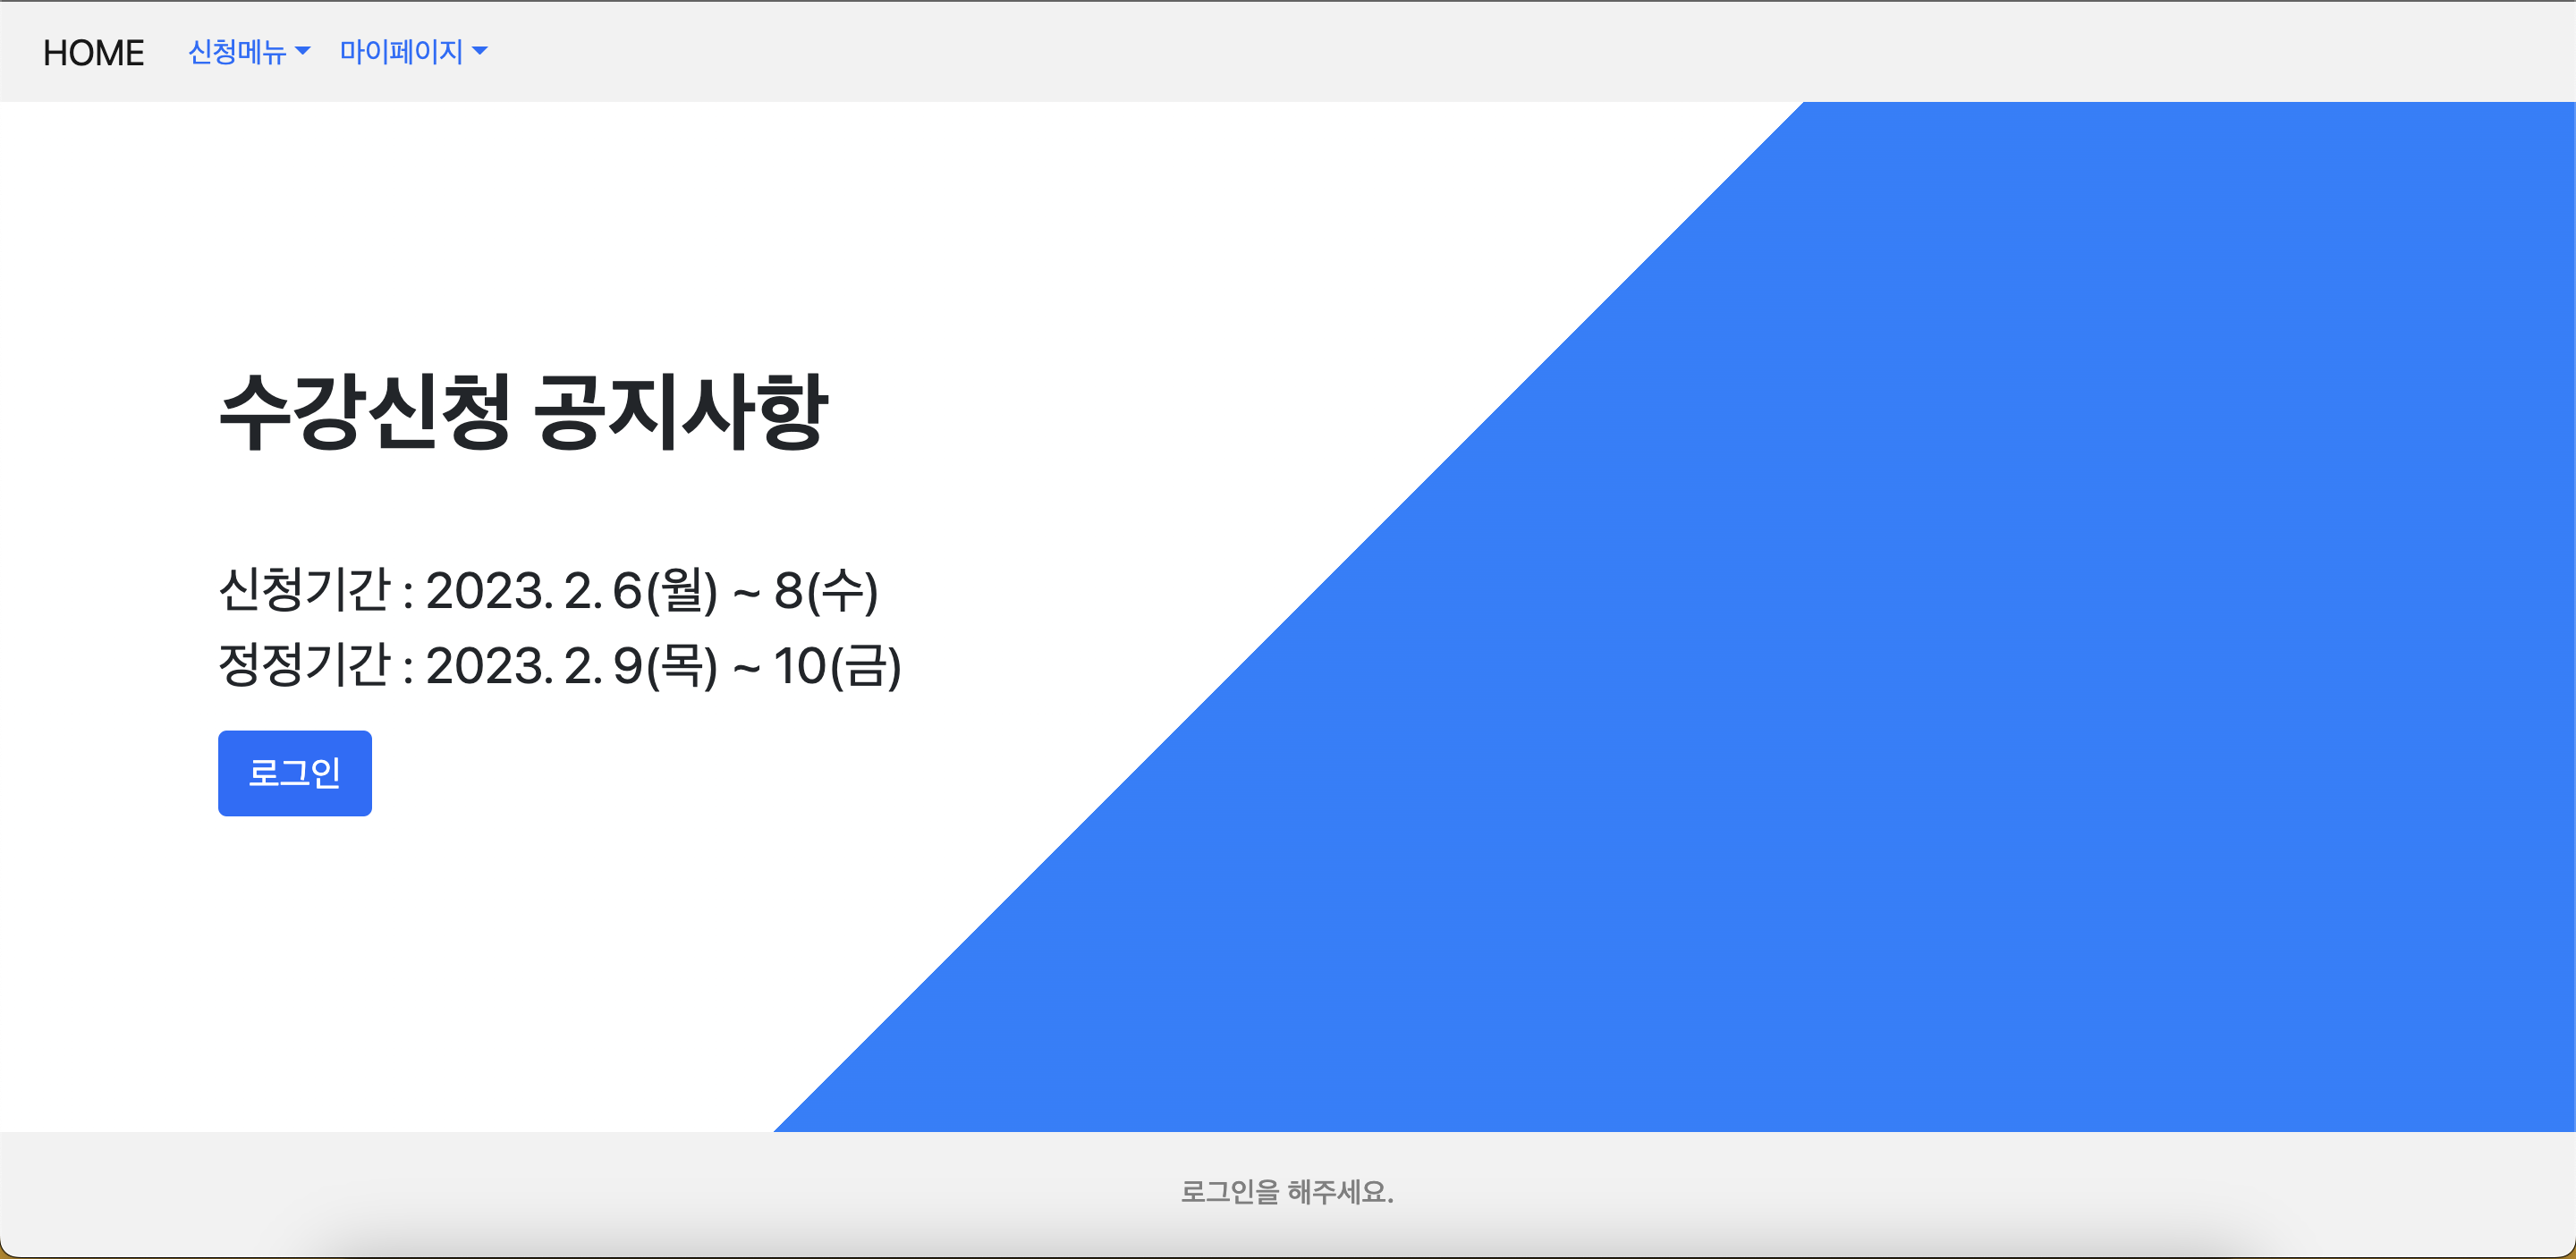 HOME 신청메뉴 마이페이지
수강신청 공지사항
신청기간 : 2023. 2. 6(월) ~ 8(수)
정정기간 : 2023. 2. 9(목) ~ 10(금)
로그인
로그인을 해주세요.